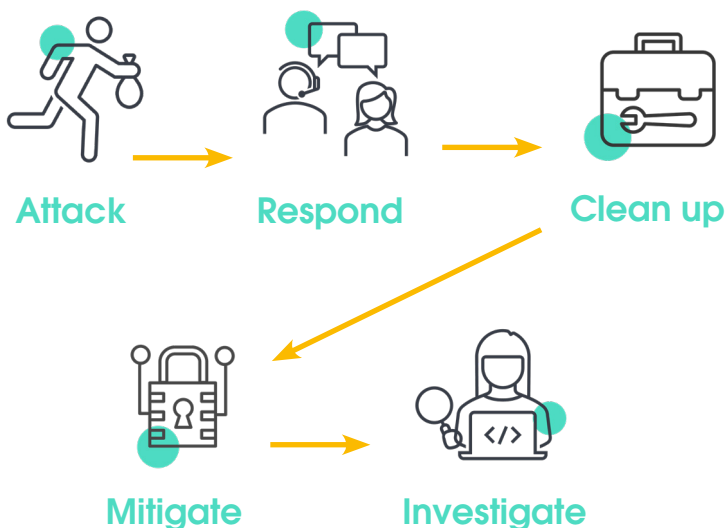 Attack
Respond
Clean up
</>
Mitigate
Investigate